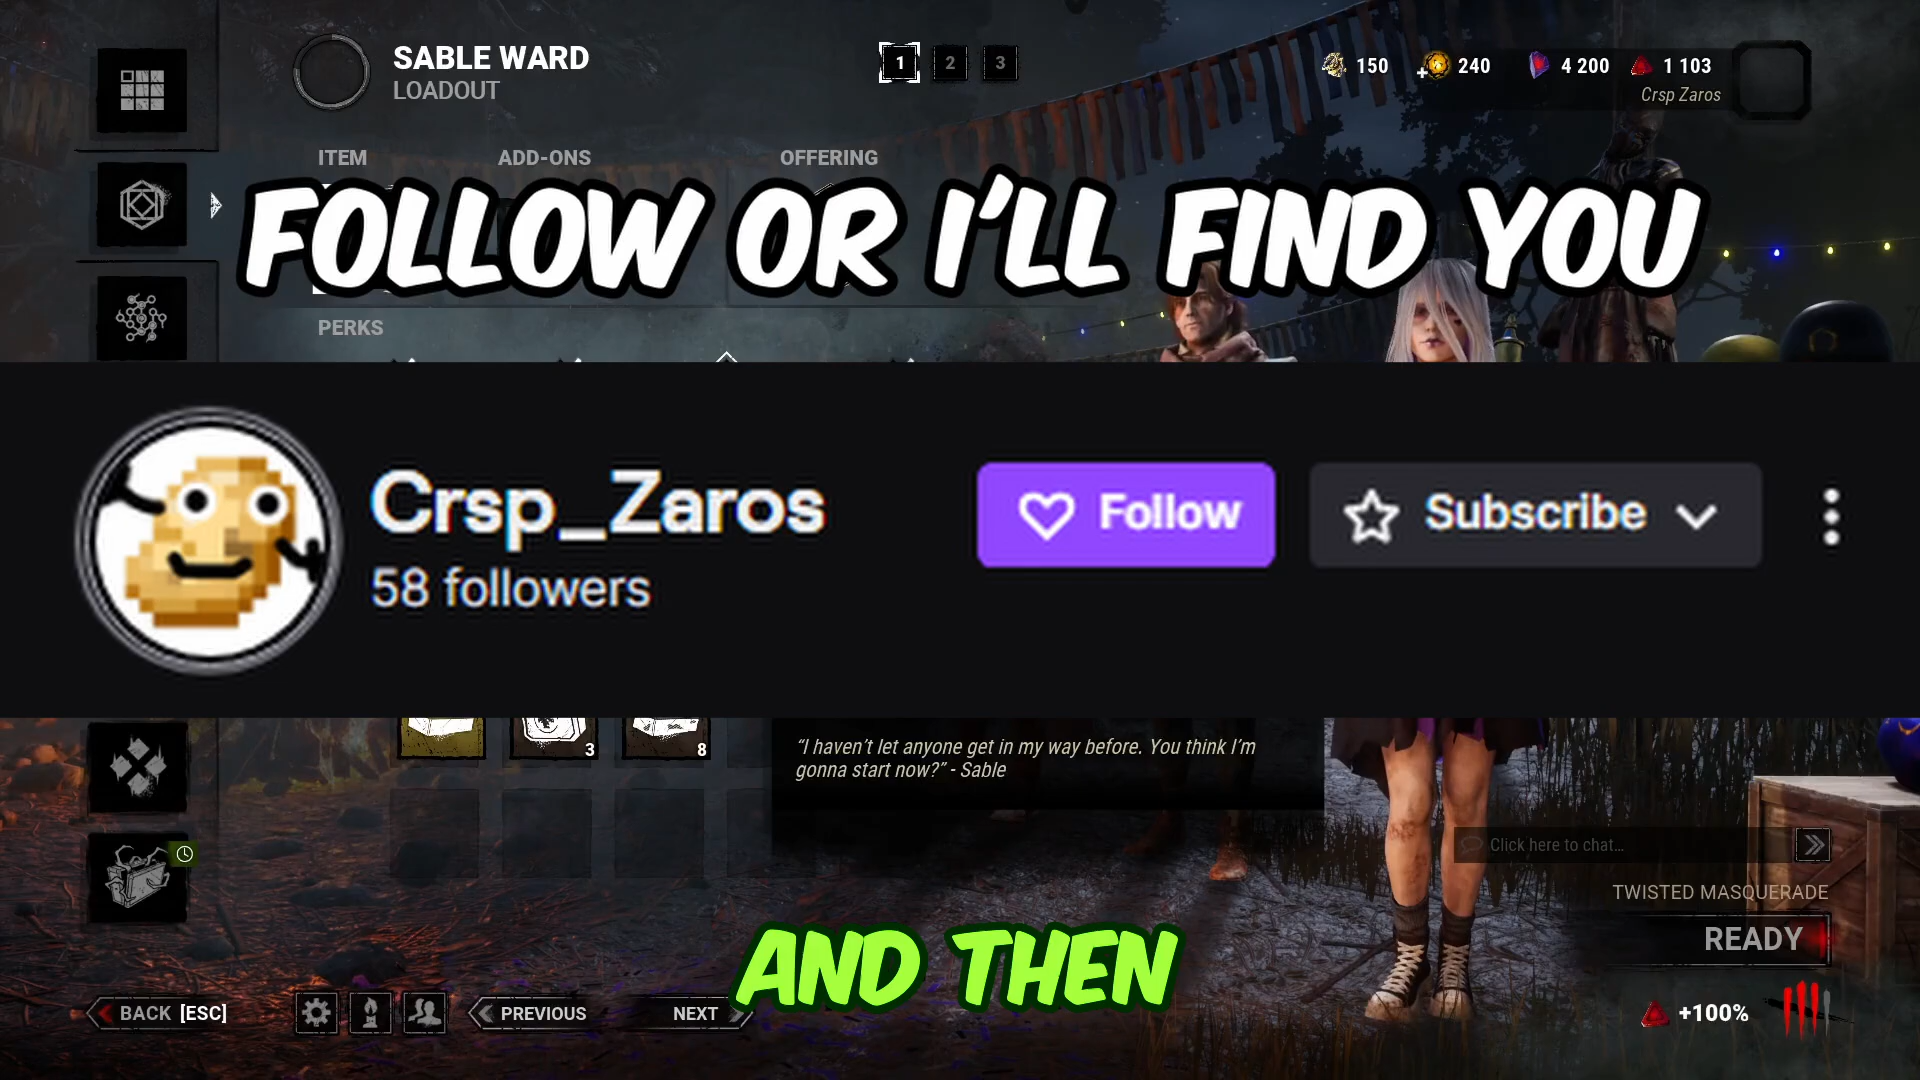 SABLE WARD
LOADOUT
1 2 3
150 240 4 200 1 103
Crsp Zaros
ITEM ADD-ONS OFFERING
FOLLOW OR I'LL FIND YOU
PERKS
Crsp_Zaros
58 followers
Follow
Subscribe
3 8
“I haven’t let anyone get in my way before. You think I’m
gonna start now?” - Sable
Click here to chat...
TWISTED MASQUERADE
READY
AND THEN
BACK [ESC]
PREVIOUS
NEXT
+100%